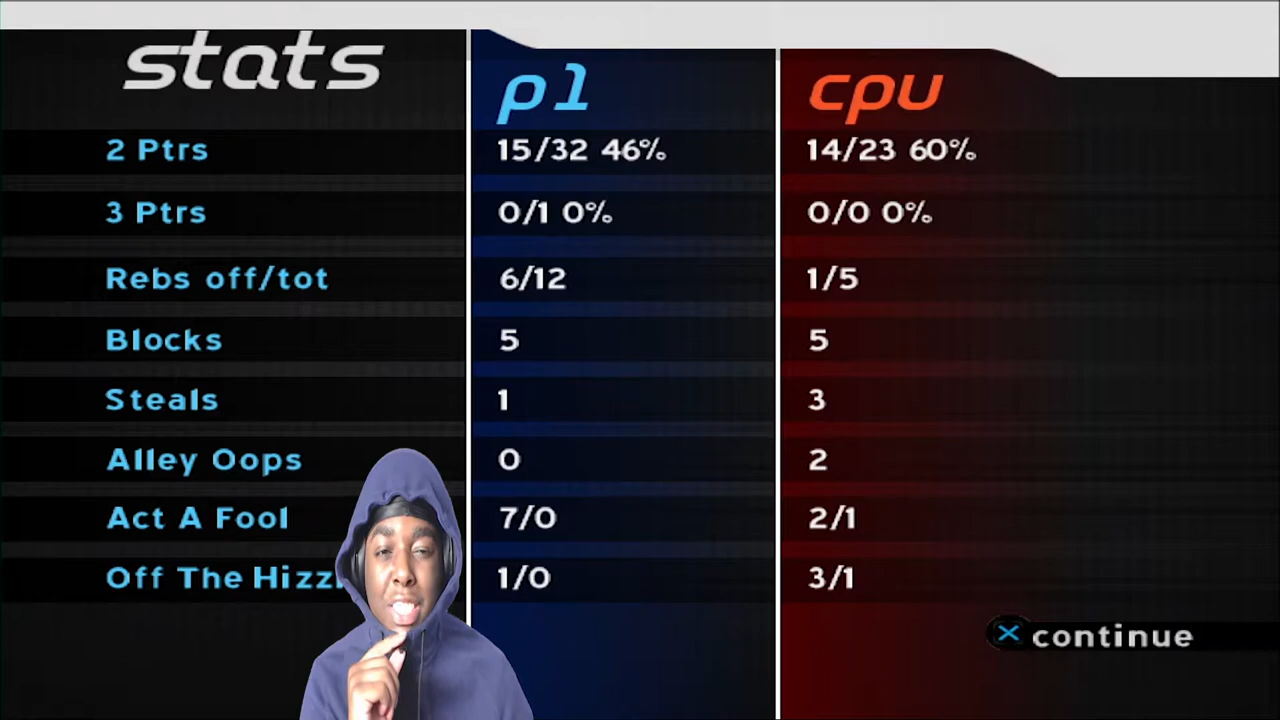 stats p1 cpu
2 Ptrs 15/32 46% 14/23 60%
3 Ptrs 0/1 0% 0/0 0%
Rebs off/tot 6/12 1/5
Blocks 5 5
Steals 1 3
Alley Oops 0 2
Act A Fool 7/0 2/1
Off The 1/0 3/1
continue